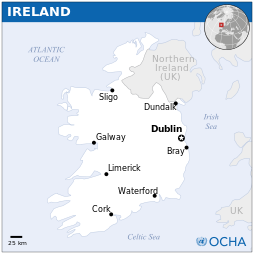 IRELAND
ATLANTIC
OCEAN
Northern
Ireland
(UK)
Sligo
Dundalk
Irish
Sea
Dublin
Galway
Bray
Limerick
Waterford
Cork
UK
Celtic Sea
25 km
OCHA